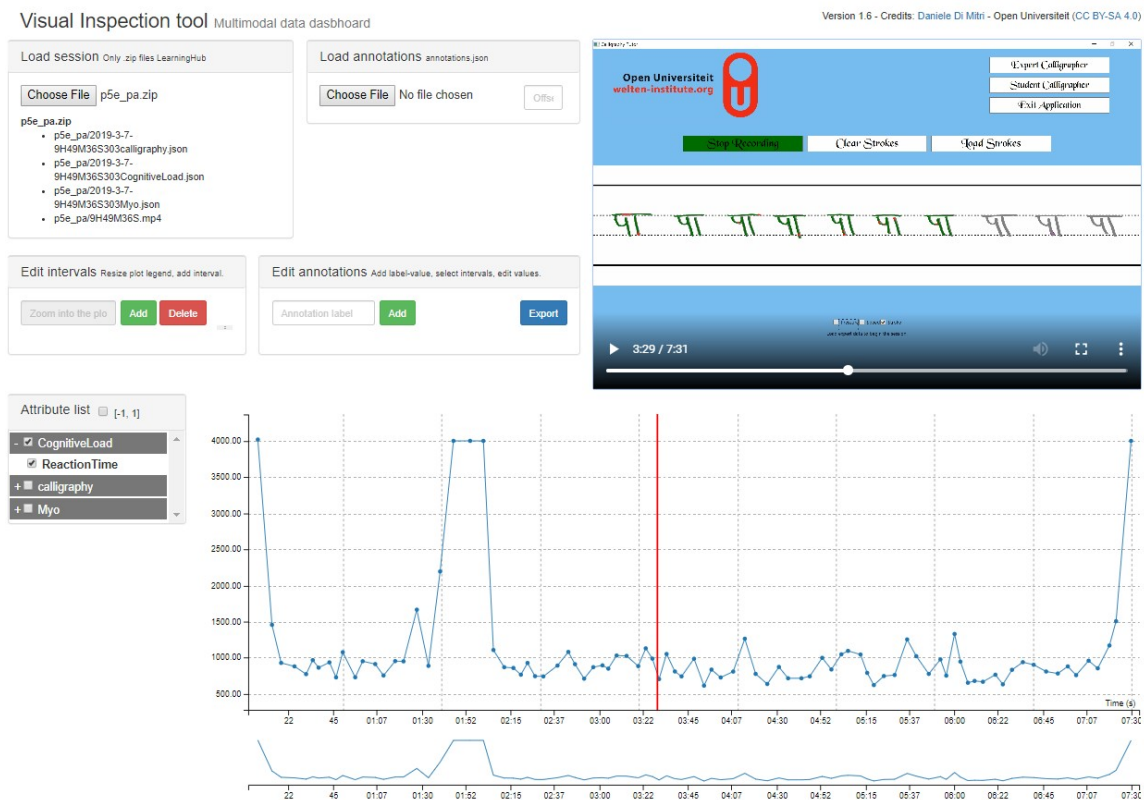 Visual Inspection tool Multimodal data dasbhoard
Version 1.6 - Credits: Daniele Di Mitri - Open Universiteit (CC BY-SA 4.0)
Load session Only .zip files LearningHub
Choose File p5e_pa.zip
p5e_pa.zip
p5e_pa/2019-3-7-
9H49M36S303calligraphy.json
p5e_pa/2019-3-7-
9H49M36S303CognitiveLoad.json
p5e_pa/2019-3-7-
9H49M36S303Myo.json
p5e_pa/9H49M36S.mp4
Load annotations annotations.json
Choose File No file chosen
Calligraphy Tutor
Open Universiteit
welten-institute.org
Expert Calligrapher
Student Calligrapher
Exit Application
Stop Recording Clear Strokes Load Strokes
पा पा पा पा पा पा पा पा पा पा
3:29 / 7:31
Edit intervals Resize plot legend, add interval.
Zoom into the plo Add Delete
Edit annotations Add label-value, select intervals, edit values.
Annotation label Add Export
Attribute list [-1, 1]
- CognitiveLoad
ReactionTime
+ calligraphy
+ Myo
4000.00
3500.00
3000.00
2500.00
2000.00
1500.00
1000.00
500.00
Time (s)
22 45 01:07 01:30 01:52 02:15 02:37 03:00 03:22 03:45 04:07 04:30 04:52 05:15 05:37 06:00 06:22 06:45 07:07 07:30
22 45 01:07 01:30 01:52 02:15 02:37 03:00 03:22 03:45 04:07 04:30 04:52 05:15 05:37 06:00 06:22 06:45 07:07 07:30